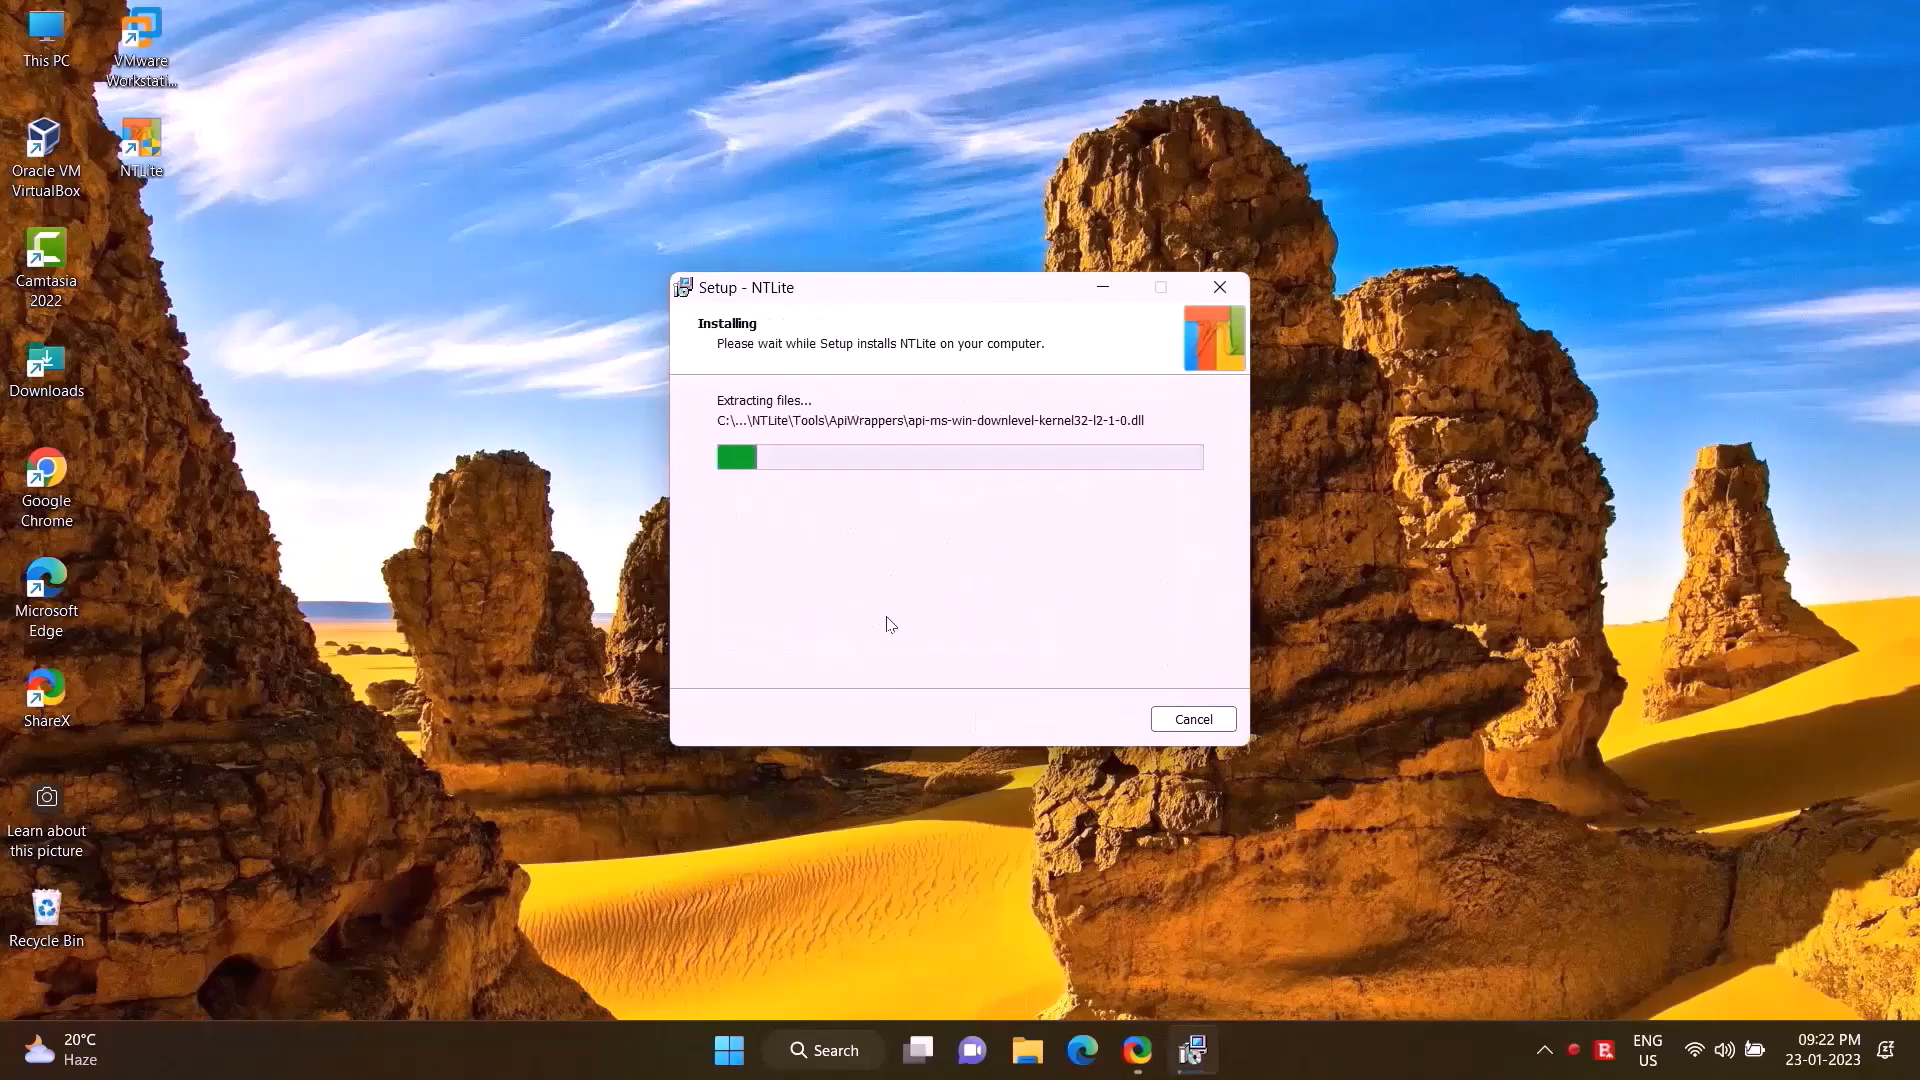 This PC
VMware
Workstati...
Oracle VM
VirtualBox
NTLite
Camtasia
2022
Downloads
Google
Chrome
Microsoft
Edge
ShareX
Learn about
this picture
Recycle Bin
Setup - NTLite
Installing
Please wait while Setup installs NTLite on your computer.
Extracting files...
C:\...\NTLite\Tools\ApiWrappers\api-ms-win-downlevel-kernel32-l2-1-0.dll
Cancel
20°C
Haze
Search
ENG
US
09:22 PM
23-01-2023